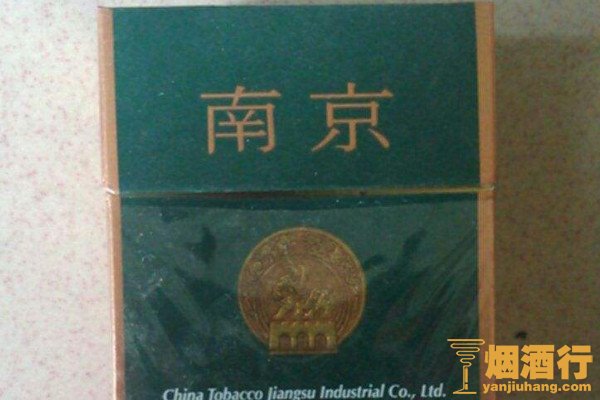 南京
China Tobacco Jiangsu Industrial Co., Ltd.
烟酒行
yanjiuhang.com